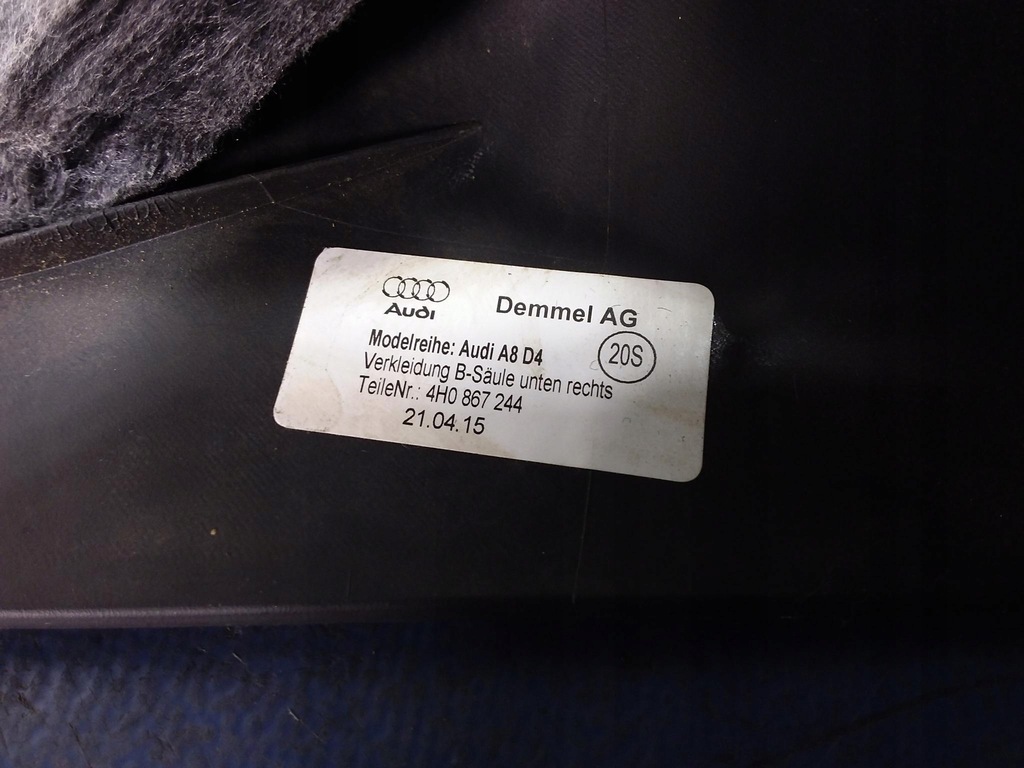 Audi
Demmel AG
Modelreihe: Audi A8 D4
20S
Verkleidung B-Säule unten rechts
TeileNr.: 4H0 867 244
21.04.15